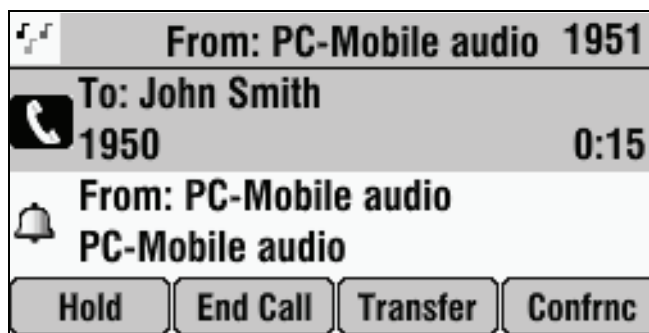 From: PC-Mobile audio 1951
To: John Smith
1950 0:15
From: PC-Mobile audio
PC-Mobile audio
Hold End Call Transfer Confrnc